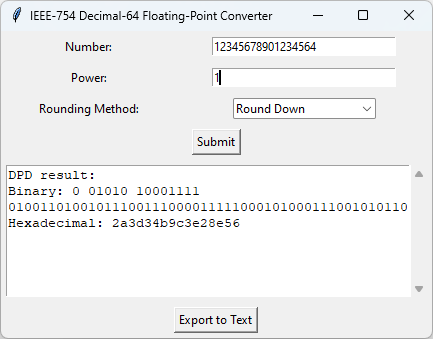 IEEE-754 Decimal-64 Floating-Point Converter
Number: 12345678901234564
Power: 1
Rounding Method: Round Down
Submit
DPD result:
Binary: 0 01010 10001111
01001101001011100111000011111000101000111001010110
Hexadecimal: 2a3d34b9c3e28e56
Export to Text